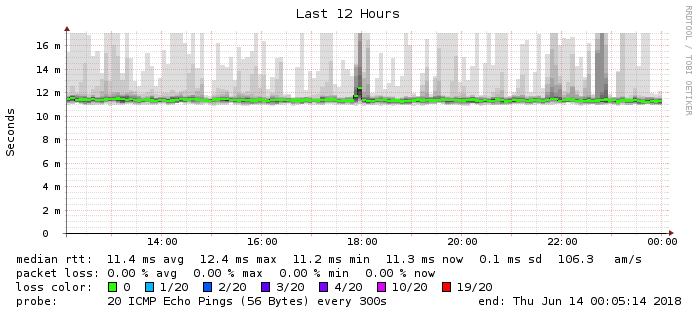 Last 12 Hours
RRDTOOL / TOBI OETIKER
Seconds
16 m
14 m
12 m
10 m
8 m
6 m
4 m
2 m
0
14:00 16:00 18:00 20:00 22:00 00:00
median rtt: 11.4 ms avg 12.4 ms max 11.2 ms min 11.3 ms now 0.1 ms sd 106.3 am/s
packet loss: 0.00 % avg 0.00 % max 0.00 % min 0.00 % now
loss color: 0 1/20 2/20 3/20 4/20 10/20 19/20
probe: 20 ICMP Echo Pings (56 Bytes) every 300s end: Thu Jun 14 00:05:14 2018